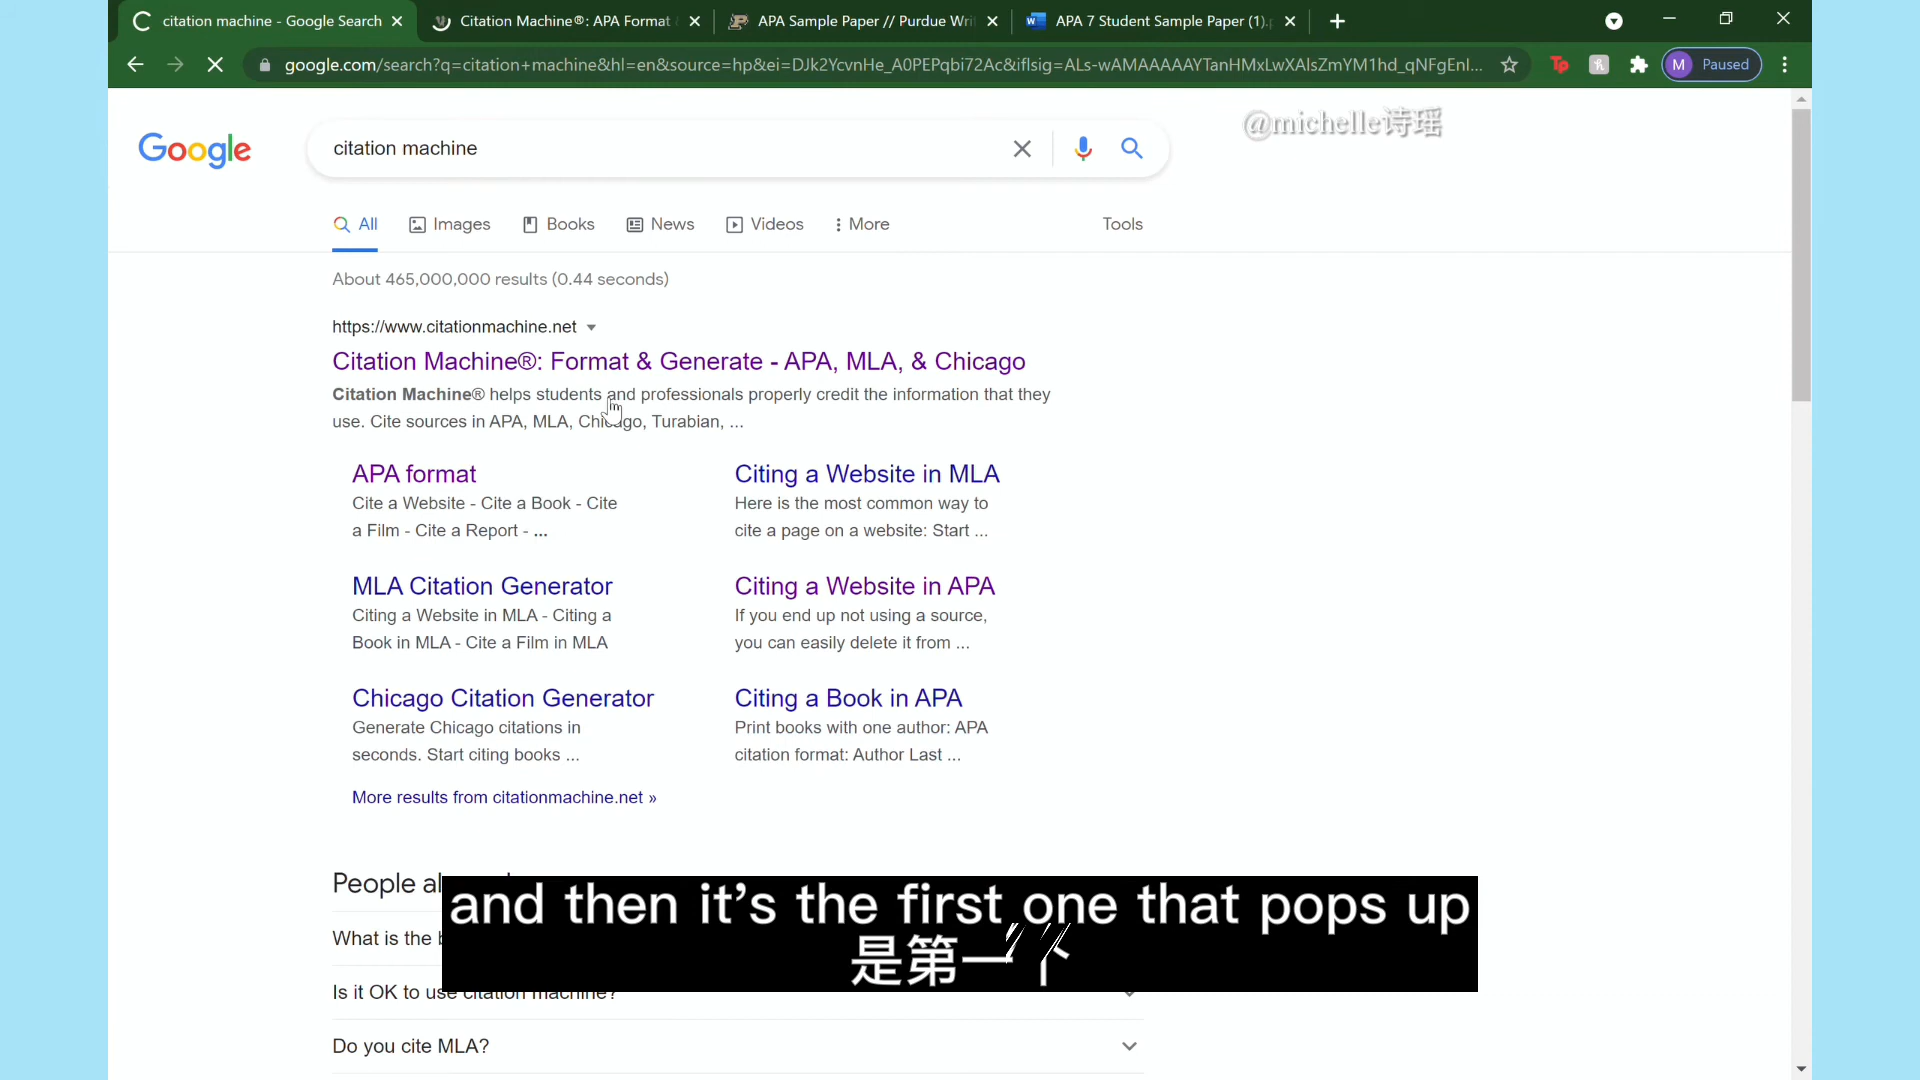 citation machine - Google Search
Citation Machine®: APA Format
APA Sample Paper // Purdue Wri
APA 7 Student Sample Paper (1).
google.com/search?q=citation+machine&hl=en&source=hp&ei=DJk2YcvnHe_A0PEPqbi72Ac&iflsig=ALs-wAMAAAAAYTanHMxLwXAlsZmYM1hd_qNFgEnI...
M Paused
@michelle诗瑶
Google
citation machine
All Images Books News Videos More Tools
About 465,000,000 results (0.44 seconds)
https://www.citationmachine.net
Citation Machine®: Format & Generate - APA, MLA, & Chicago
Citation Machine® helps students and professionals properly credit the information that they
use. Cite sources in APA, MLA, Chicago, Turabian, ...
APA format
Cite a Website - Cite a Book - Cite
a Film - Cite a Report - ...
Citing a Website in MLA
Here is the most common way to
cite a page on a website: Start ...
MLA Citation Generator
Citing a Website in MLA - Citing a
Book in MLA - Cite a Film in MLA
Citing a Website in APA
If you end up not using a source,
you can easily delete it from ...
Chicago Citation Generator
Generate Chicago citations in
seconds. Start citing books ...
Citing a Book in APA
Print books with one author: APA
citation format: Author Last ...
More results from citationmachine.net »
People
What is the
Is it OK to use citation machine?
Do you cite MLA?
and then it's the first one that pops up
是第一个